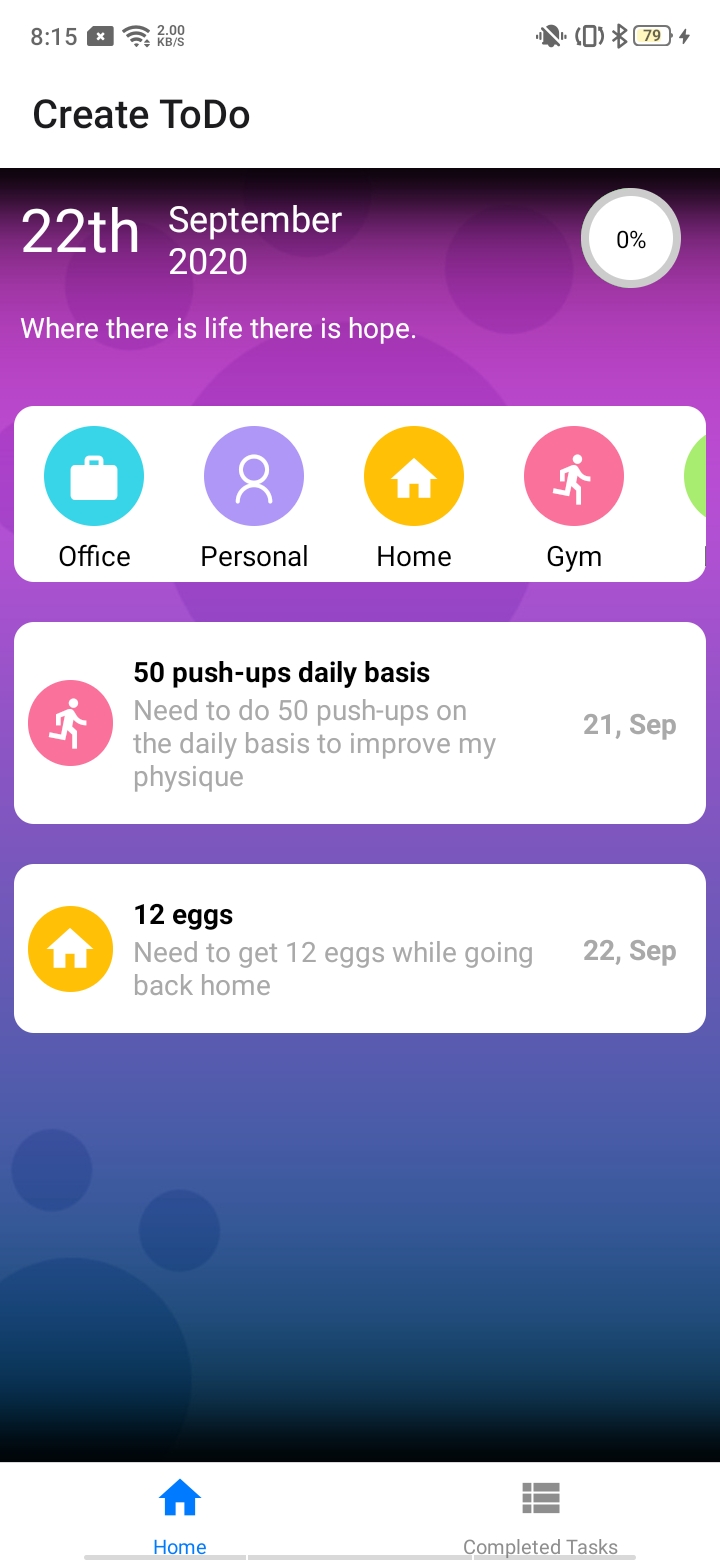 8:15
2.00
KB/S
79
Create ToDo
22th
September
2020
0%
Where there is life there is hope.
Office
Personal
Home
Gym
50 push-ups daily basis
Need to do 50 push-ups on
the daily basis to improve my
physique
21, Sep
12 eggs
Need to get 12 eggs while going
back home
22, Sep
Home
Completed Tasks